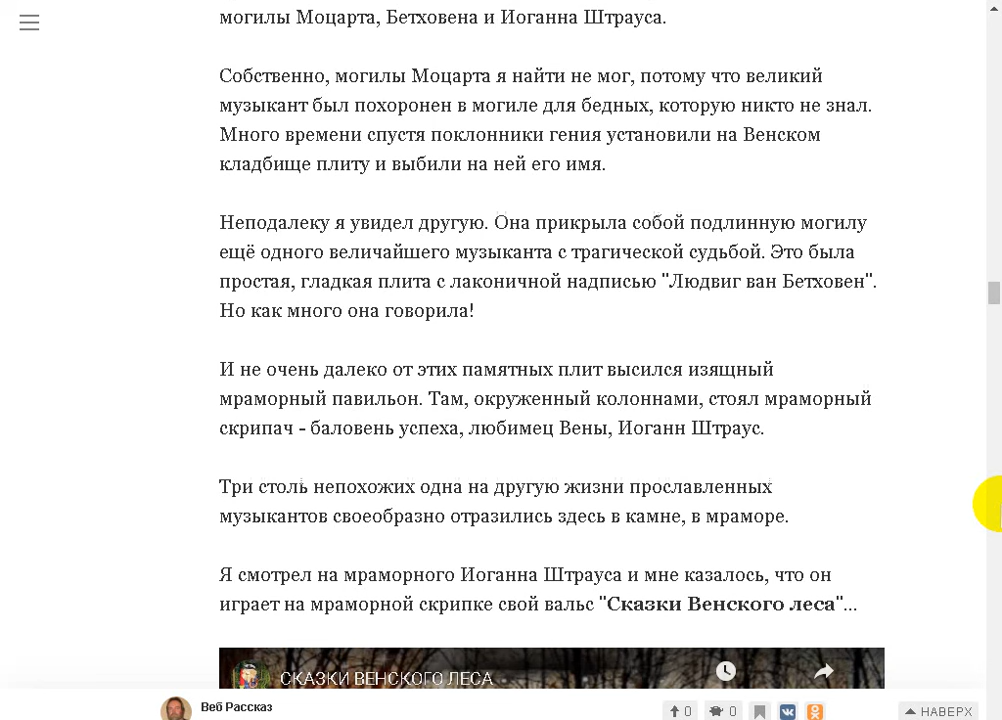 могилы Моцарта, Бетховена и Иоганна Штрауса.
Собственно, могилы Моцарта я найти не мог, потому что великий
музыкант был похоронен в могиле для бедных, которую никто не знал.
Много времени спустя поклонники гения установили на Венском
кладбище плиту и выбили на ней его имя.
Неподалеку я увидел другую. Она прикрыла собой подлинную могилу
ещё одного величайшего музыканта с трагической судьбой. Это была
простая, гладкая плита с лаконичной надписью "Людвиг ван Бетховен".
Но как много она говорила!
И не очень далеко от этих памятных плит высился изящный
мраморный павильон. Там, окруженный колоннами, стоял мраморный
скрипач - баловень успеха, любимец Вены, Иоганн Штраус.
Три столь непохожих одна на другую жизни прославленных
музыкантов своеобразно отразились здесь в камне, в мраморе.
Я смотрел на мраморного Иоганна Штрауса и мне казалось, что он
играет на мраморной скрипке свой вальс "Сказки Венского леса"...
СКАЗКИ ВЕНСКОГО ЛЕСА
Веб Рассказ
0
0
НАВЕРХ